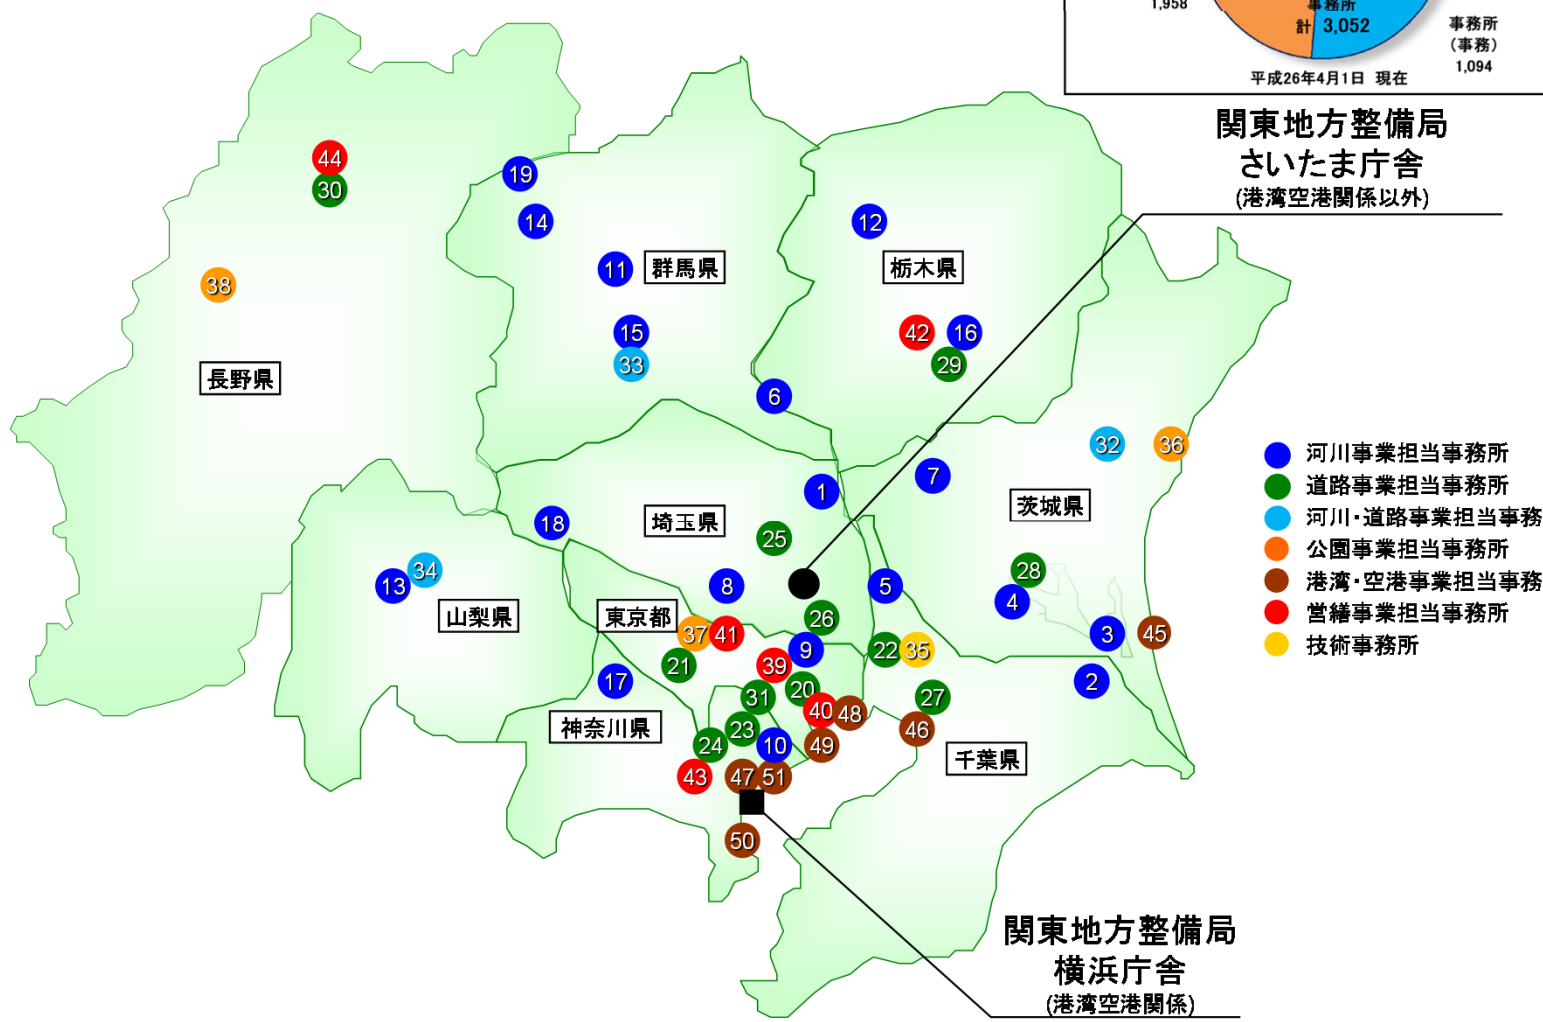 1,958
事務所
計 3,052
事務所
(事務)
1,094
平成26年4月1日 現在
関東地方整備局
さいたま庁舎
(港湾空港関係以外)
44
30
19
14
12
11
群馬県
栃木県
38
15
42
16
33
29
長野県
6
32
36
7
1
茨城県
18
埼玉県
25
34
13
8
5
28
4
山梨県
東京都
26
37
41
9
3
45
39
22
35
21
17
20
2
31
27
40
48
神奈川県
23
46
24
10
49
千葉県
43
47
51
50
河川事業担当事務所
道路事業担当事務所
河川・道路事業担当事務
公園事業担当事務所
港湾・空港事業担当事務
営繕事業担当事務所
技術事務所
関東地方整備局
横浜庁舎
(港湾空港関係)